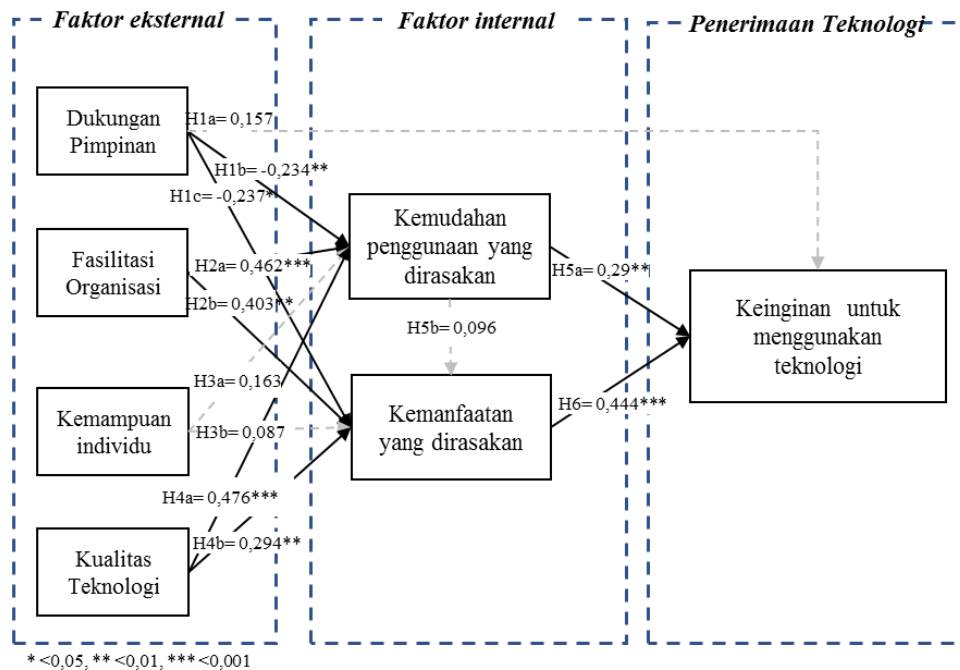 Faktor eksternal
Faktor internal
Penerimaan Teknologi
Dukungan
Pimpinan
H1a= 0,157
H1b= -0,234**
H1c= -0,237*
Kemudahan
penggunaan yang
dirasakan
Fasilitasi
Organisasi
H2a= 0,462***
H2b= 0,403**
H5a= 0,29**
Keinginan untuk
menggunakan
teknologi
H5b= 0,096
H3a= 0,163
Kemampuan
individu
H3b= 0,087
Kemanfaatan
yang dirasakan
H6= 0,444***
H4a= 0,476***
H4b= 0,294**
Kualitas
Teknologi
* <0,05, ** <0,01, *** <0,001